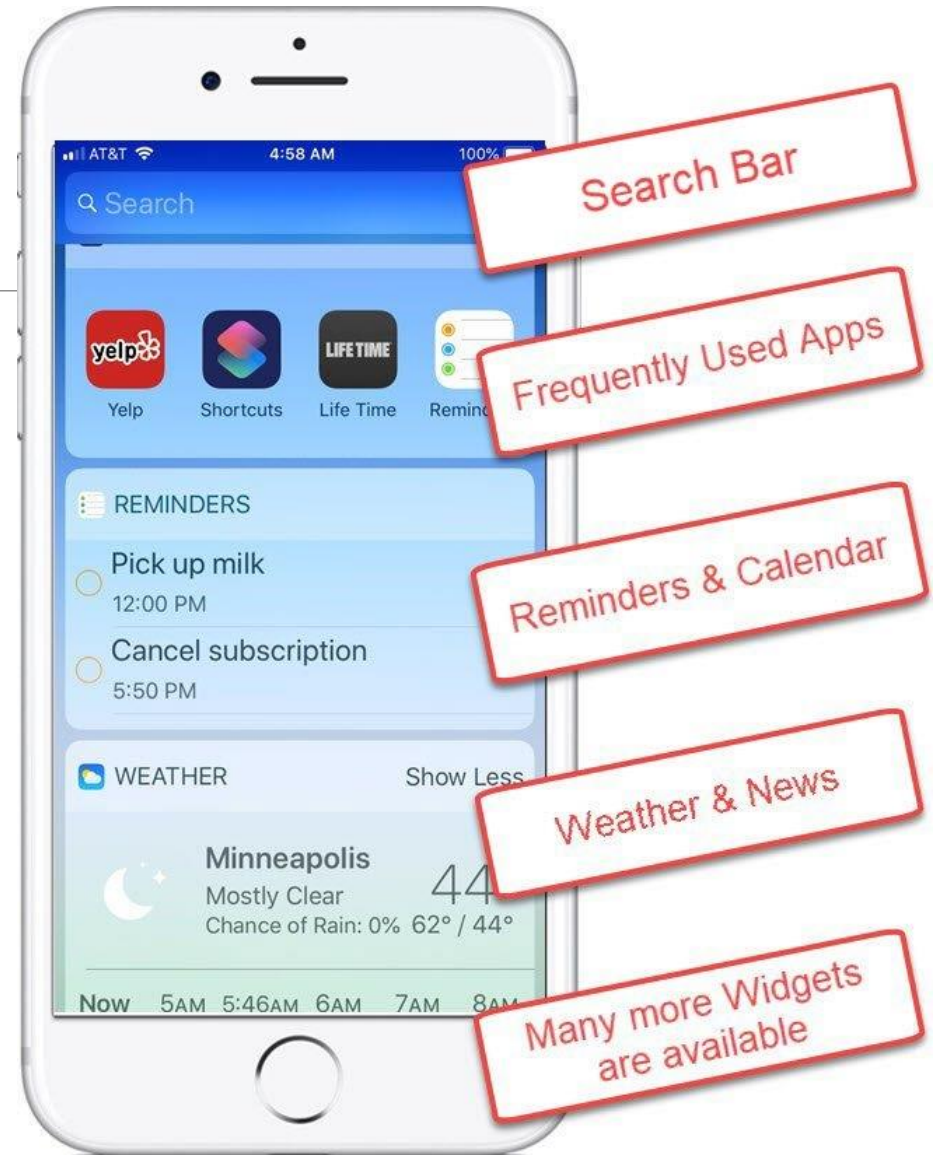 AT&T
4:58 AM
100%
Search
Search Bar
yelp
LIFE TIME
Yelp
Shortcuts
Life Time
Frequently Used Apps
REMINDERS
Pick up milk
12:00 PM
Cancel subscription
5:50 PM
Reminders & Calendar
WEATHER
Show Less
Weather & News
Minneapolis
Mostly Clear
44
Chance of Rain: 0% 62° / 44°
Now 5AM 5:46AM 6AM 7AM 8AM
Many more Widgets
are available